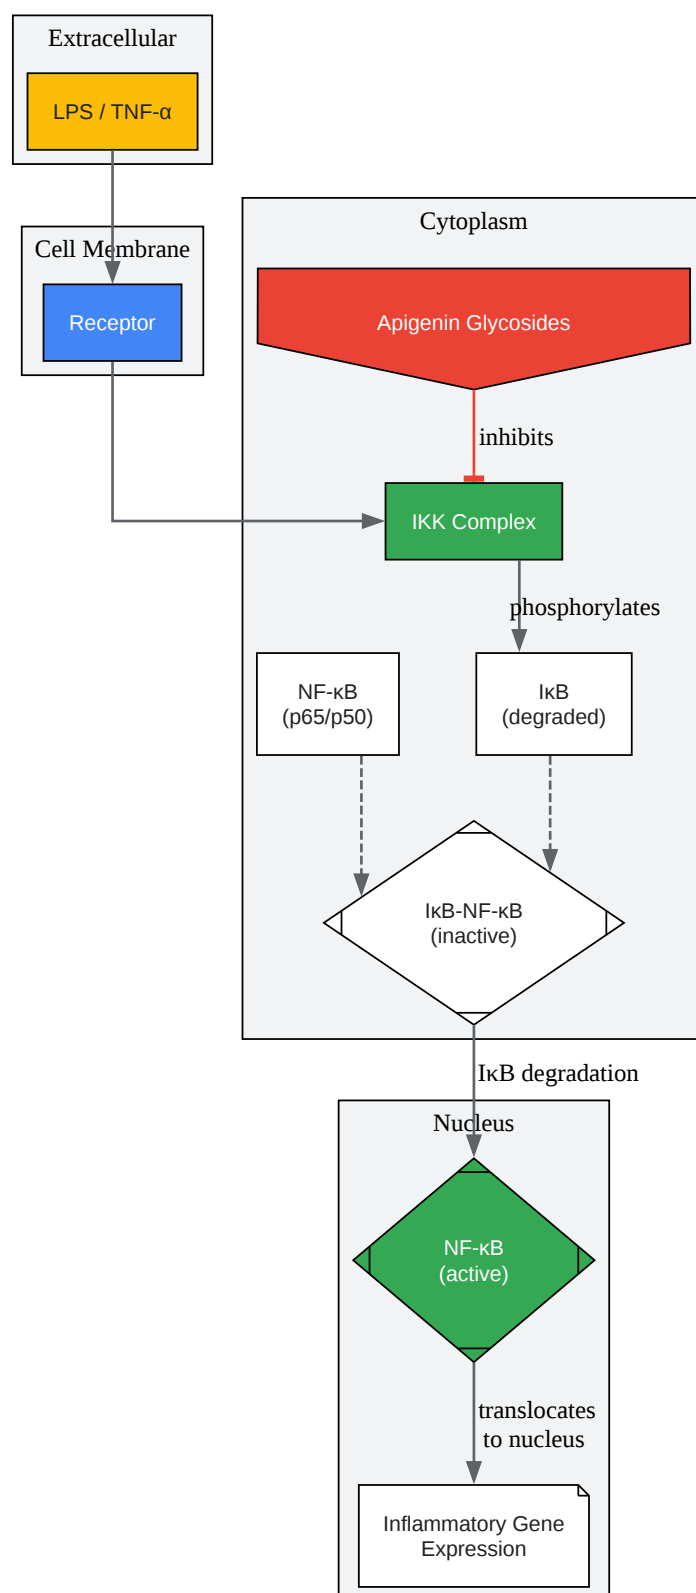 Extracellular
LPS / TNF-α
Cell Membrane
Receptor
Cytoplasm
Apigenin Glycosides
inhibits
IKK Complex
phosphorylates
NF-κB
(p65/p50)
IκB
(degraded)
IκB-NF-κB
(inactive)
IκB degradation
Nucleus
NF-κB
(active)
translocates
to nucleus
Inflammatory Gene
Expression